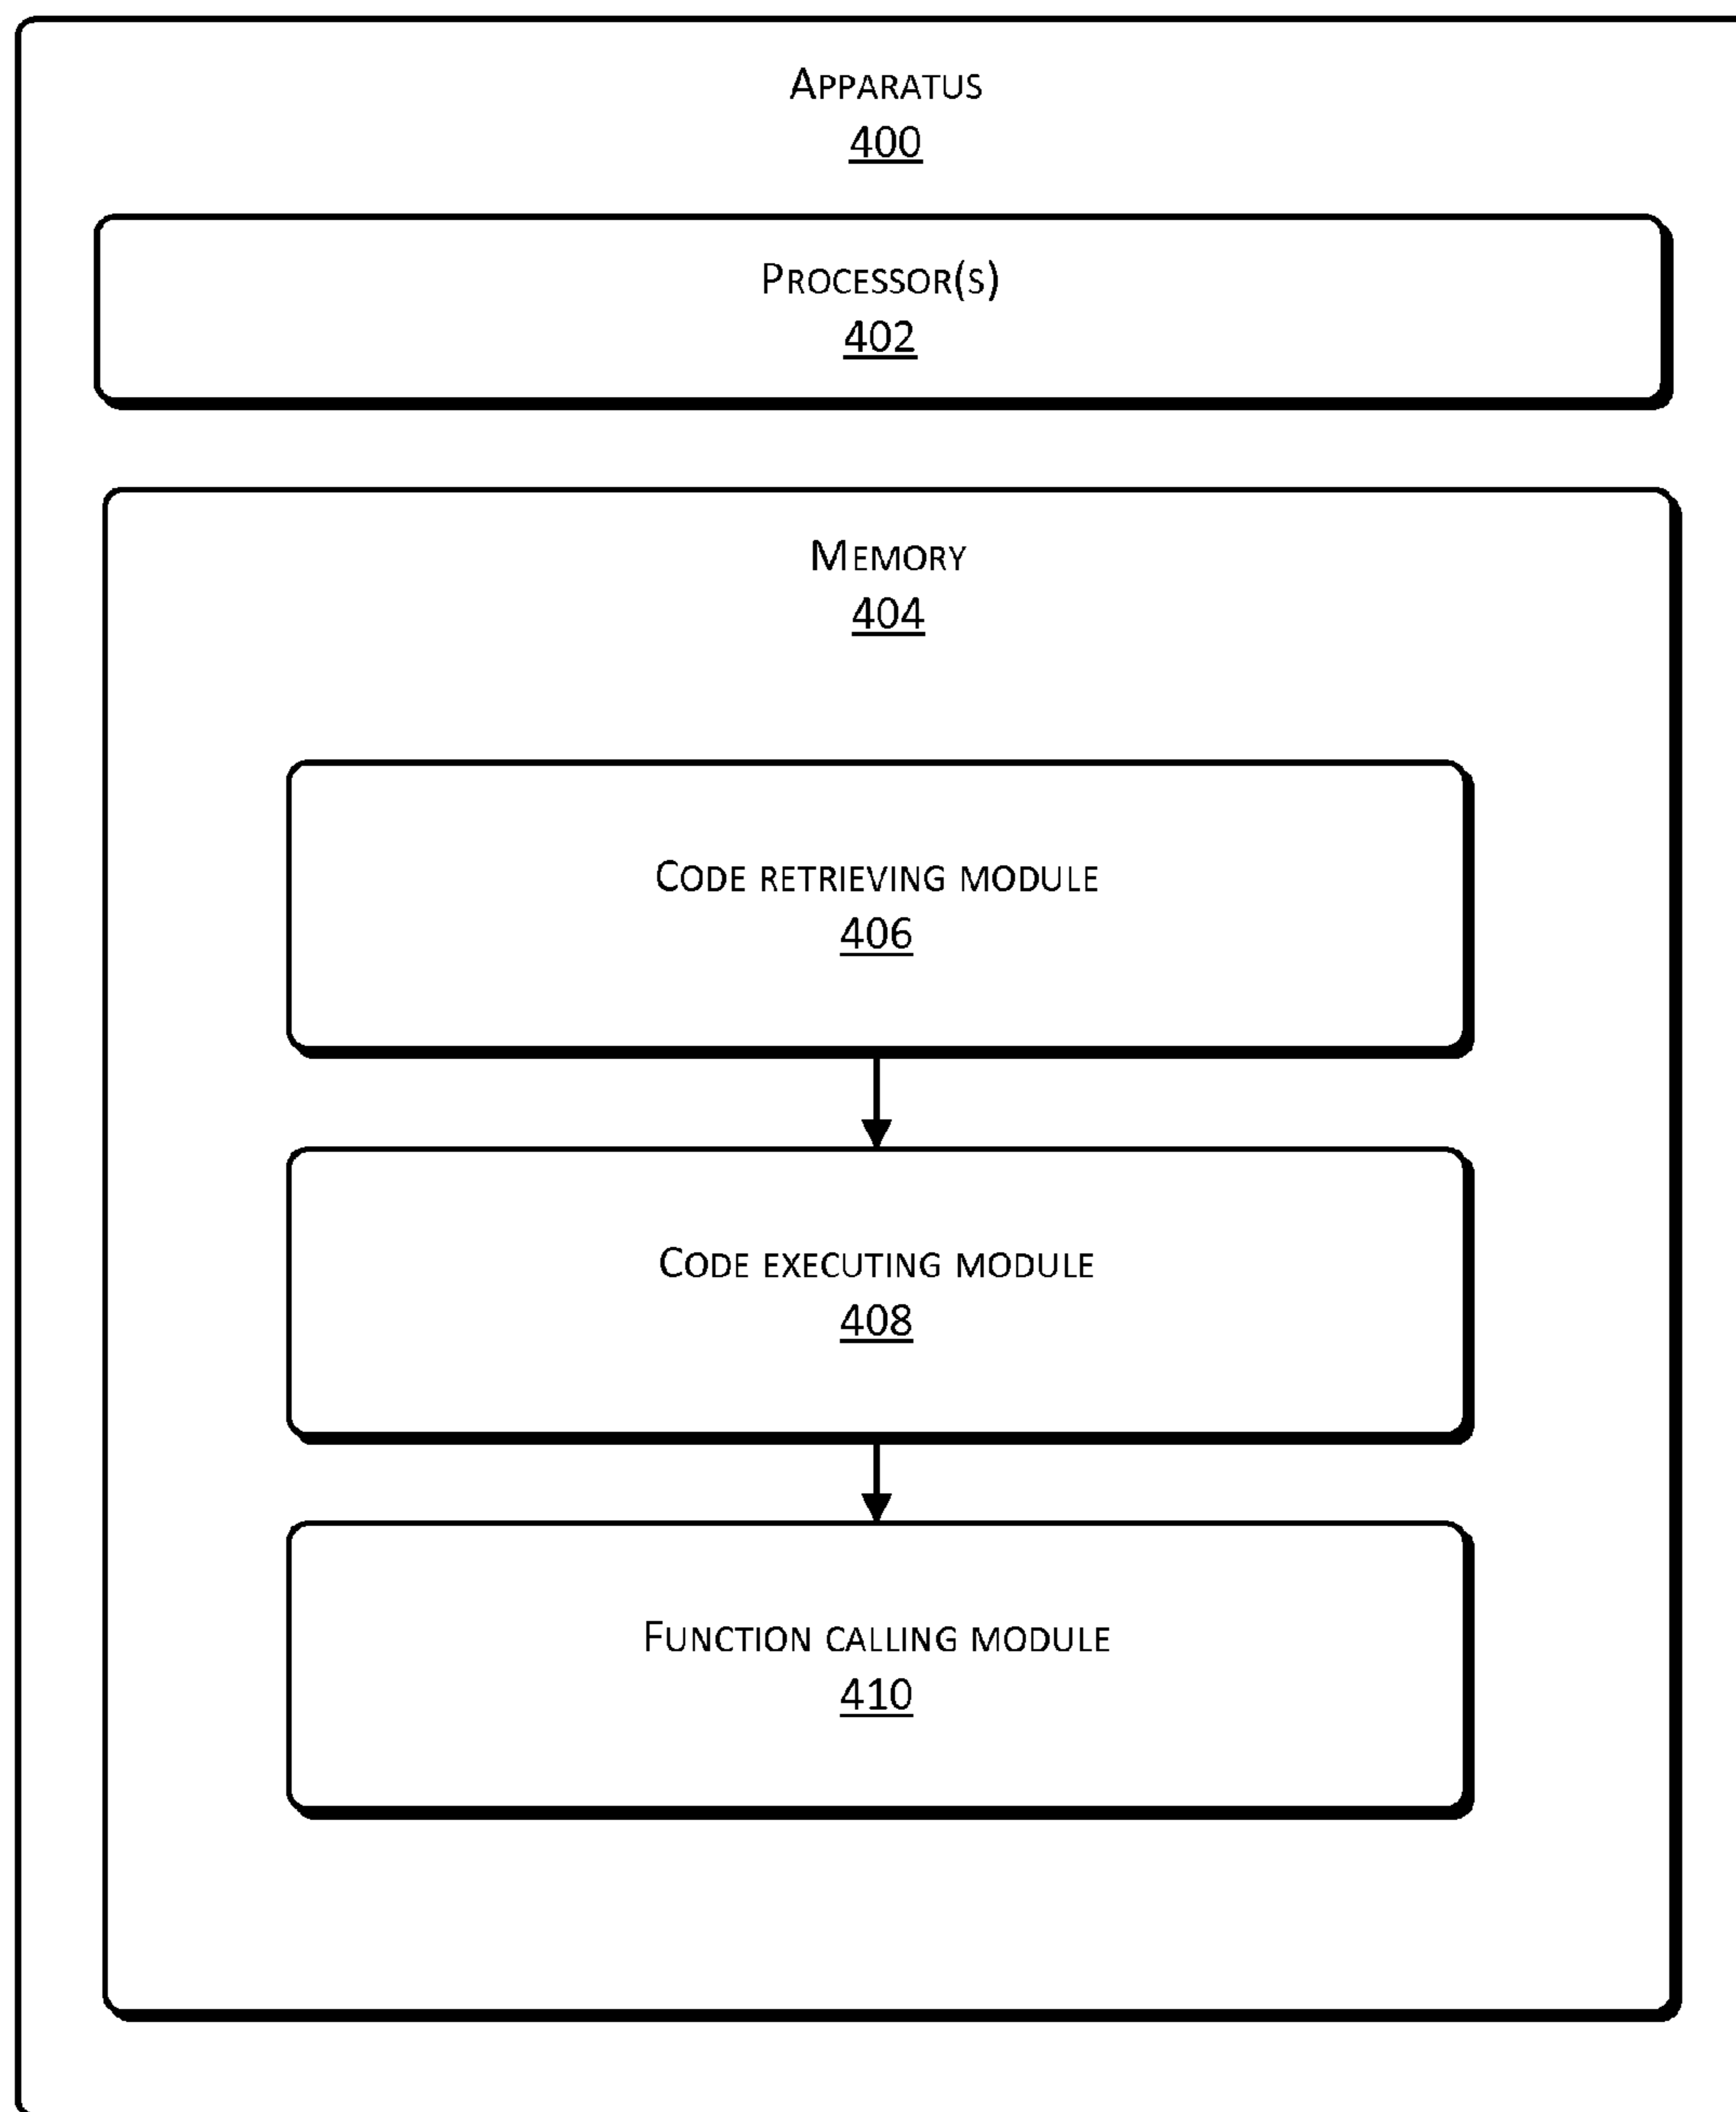 APPARATUS
400
PROCESSOR(S)
402
MEMORY
404
CODE RETRIEVING MODULE
406
CODE EXECUTING MODULE
408
FUNCTION CALLING MODULE
410